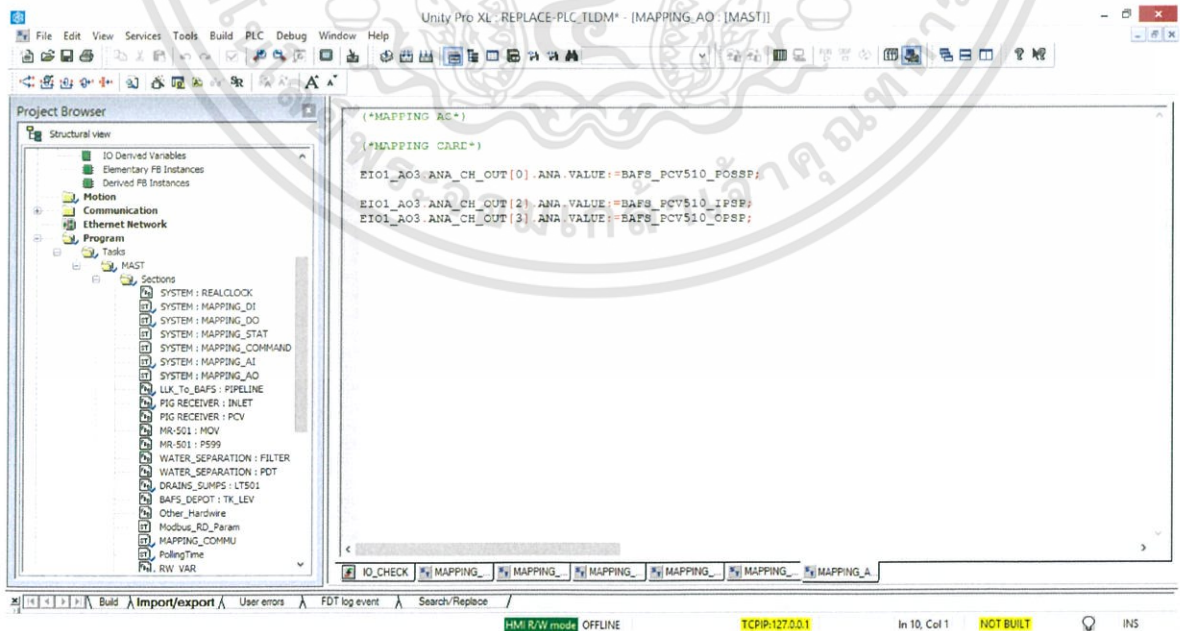 Unity Pro XL : REPLACE-PLC_TLDM* - [MAPPING_AO : [MAST]]
File Edit View Services Tools Build PLC Debug Window Help
Project Browser
Structural view
IO Derived Variables
Elementary FB Instances
Derived FB Instances
Motion
Communication
Ethernet Network
Program
Tasks
MAST
Sections
SYSTEM : REALCLOCK
SYSTEM : MAPPING_DI
SYSTEM : MAPPING_DO
SYSTEM : MAPPING_STAT
SYSTEM : MAPPING_COMMAND
SYSTEM : MAPPING_AI
SYSTEM : MAPPING_AO
LLK_To_BAFS : PIPELINE
PIG RECEIVER : INLET
PIG RECEIVER : PCV
MR-501 : MOV
MR-501 : P599
WATER_SEPARATION : FILTER
WATER_SEPARATION : PDT
DRAINS_SUMPS : LT501
BAFS_DEPOT : TK_LEV
Other_Hardwire
Modbus_RD_Param
MAPPING_COMMU
PollingTime
RW VAR
(*MAPPING AO*)
(*MAPPING CARD*)
EIO1_AO3.ANA_CH_OUT[0].ANA.VALUE:=BAFS_PCV510_POSSP;
EIO1_AO3.ANA_CH_OUT[2].ANA.VALUE:=BAFS_PCV510_IPSP;
EIO1_AO3.ANA_CH_OUT[3].ANA.VALUE:=BAFS_PCV510_OPSP;
IO_CHECK MAPPING_... MAPPING_... MAPPING_... MAPPING_... MAPPING_... MAPPING_A
Build Import/export User errors FDT log event Search/Replace
HMI R/W mode OFFLINE TCPIP:127.0.0.1 ln 10, Col 1 NOT BUILT INS